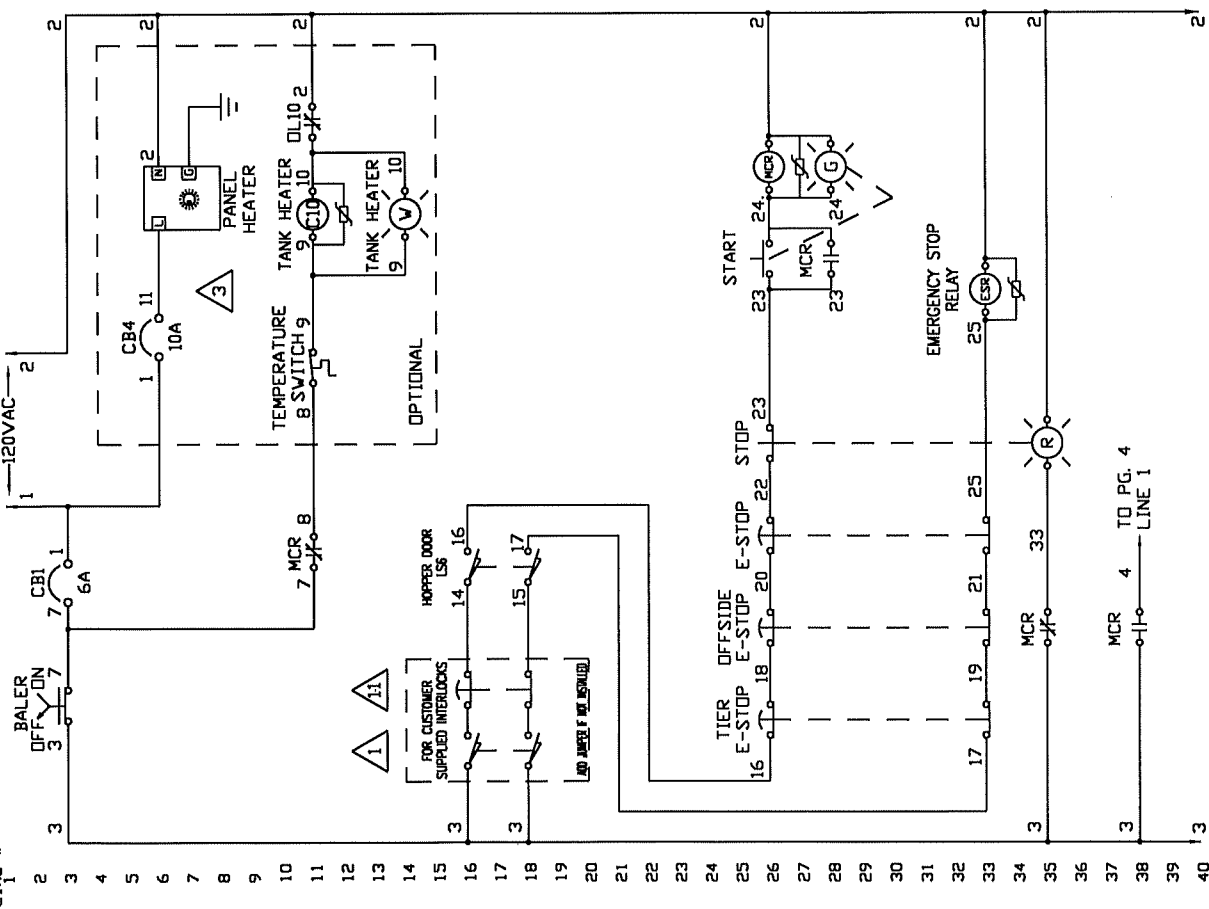 1 120VAC 2
2
3 3 BALER OFF ON 3 7 CB1 7 1 6A 2
4
5
6 1 CB4 11 10A L N G 2 2
PANEL HEATER
7
8 3
9
10
11 7 MCR 8 8 TEMPERATURE SWITCH 9 9 TANK HEATER C10 10 OL10 2 2
12
13
14 9 TANK HEATER W 10
OPTIONAL
15
1 11
FOR CUSTOMER
SUPPLIED INTERLOCKS
HOPPER DOOR
LS6
16 3 14 16
17
18 3 15 17
19
20 ADD JUMPER IF NOT INSTALLED
21
22
23
24
25
26 16 TIER E-STOP 18 OFFSIDE E-STOP 20 E-STOP 22 STOP 23 23 START 24 MCR 2
27
28 23 MCR 24 G
29
30
31
32
EMERGENCY STOP
RELAY
33 17 19 21 25 25 ESR 2
34
35 3 MCR 33 R 2
36
37
38 3 MCR 4 TO PG. 4
LINE 1
39
40 3 2